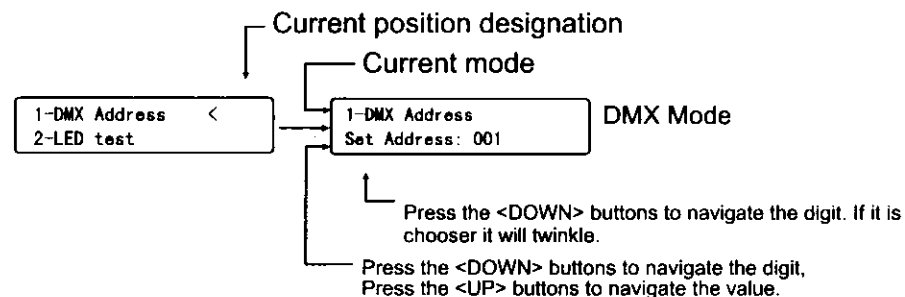 Current position designation
Current mode
1-DMX Address <
2-LED test
1-DMX Address
Set Address: 001
DMX Mode
Press the <DOWN> buttons to navigate the digit. If it is
chooser it will twinkle.
Press the <DOWN> buttons to navigate the digit,
Press the <UP> buttons to navigate the value.